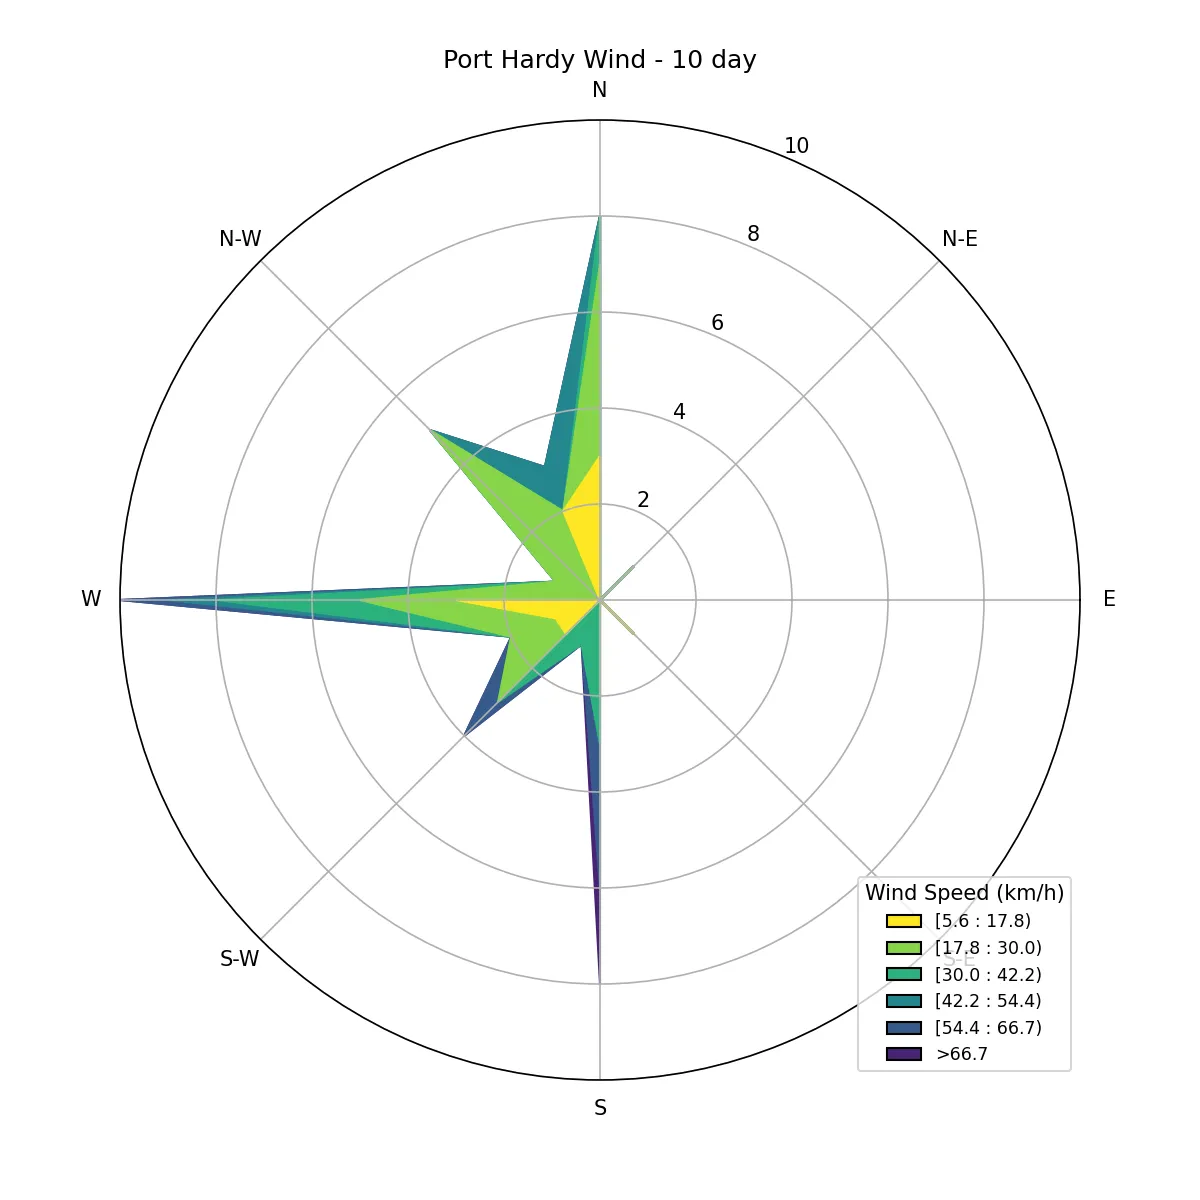 Port Hardy Wind - 10 day
N
10
N-W
N-E
8
6
4
2
W
E
S-W
S-E
S
Wind Speed (km/h)
[5.6 : 17.8)
[17.8 : 30.0)
[30.0 : 42.2)
[42.2 : 54.4)
[54.4 : 66.7)
>66.7